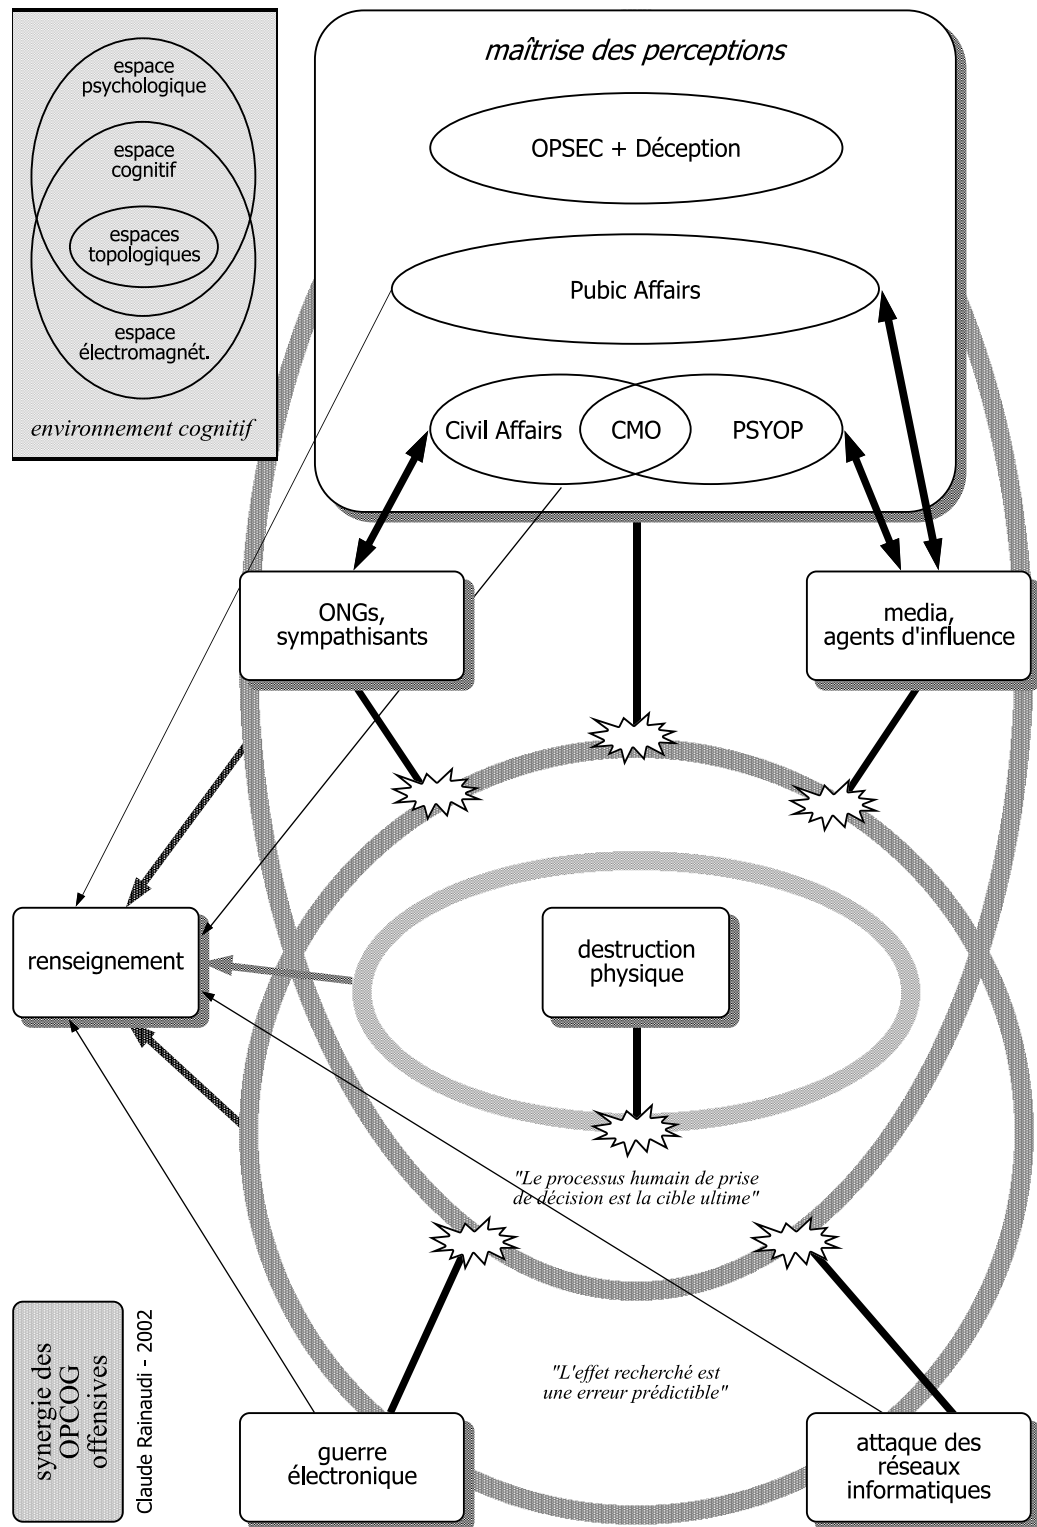 espace
psychologique
espace
cognitif
espaces
topologiques
espace
électromagnét.
environnement cognitif
maîtrise des perceptions
OPSEC + Déception
Pubic Affairs
Civil Affairs
CMO
PSYOP
ONGs,
sympathisants
media,
agents d'influence
renseignement
destruction
physique
"Le processus humain de prise
de décision est la cible ultime"
"L'effet recherché est
une erreur prédictible"
guerre
électronique
attaque des
réseaux
informatiques
synergie des
OPCOG
offensives
Claude Rainaudi - 2002